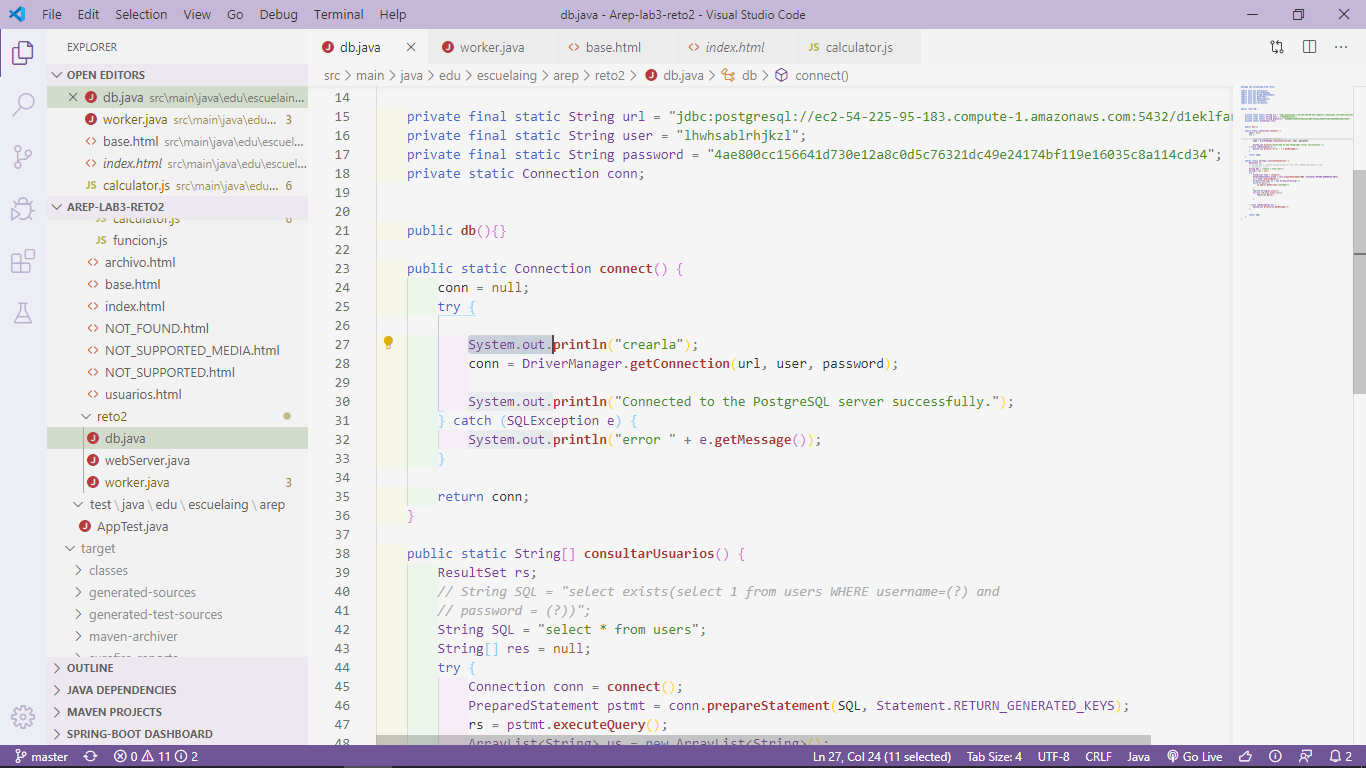 File Edit Selection View Go Debug Terminal Help db.java - Arep-lab3-reto2 - Visual Studio Code
EXPLORER
OPEN EDITORS
db.java src\main\java\edu\escuelain...
worker.java src\main\java\edu... 3
base.html src\main\java\edu\escuel...
index.html src\main\java\edu\escuel...
JS calculator.js src\main\java\edu... 6
AREP-LAB3-RETO2
JS calculator.js 6
JS funcion.js
archivo.html
base.html
index.html
NOT_FOUND.html
NOT_SUPPORTED_MEDIA.html
NOT_SUPPORTED.html
usuarios.html
reto2
db.java
webServer.java
worker.java 3
test \ java \ edu \ escuelaing \ arep
AppTest.java
target
classes
generated-sources
generated-test-sources
maven-archiver
surefire-reports
OUTLINE
JAVA DEPENDENCIES
MAVEN PROJECTS
SPRING-BOOT DASHBOARD
db.java worker.java base.html index.html JS calculator.js
src > main > java > edu > escuelaing > arep > reto2 > db.java > db > connect()
14
15 private final static String url = "jdbc:postgresql://ec2-54-225-95-183.compute-1.amazonaws.com:5432/d1eklfar
16 private final static String user = "lhwhsablrhjkzl";
17 private final static String password = "4ae800cc156641d730e12a8c0d5c76321dc49e24174bf119e16035c8a114cd34";
18 private static Connection conn;
19
20
21 public db(){}
22
23 public static Connection connect() {
24 conn = null;
25 try {
26
27 System.out.println("crearla");
28 conn = DriverManager.getConnection(url, user, password);
29
30 System.out.println("Connected to the PostgreSQL server successfully.");
31 } catch (SQLException e) {
32 System.out.println("error " + e.getMessage());
33 }
34
35 return conn;
36 }
37
38 public static String[] consultarUsuarios() {
39 ResultSet rs;
40 // String SQL = "select exists(select 1 from users WHERE username=(?) and
41 // password = (?))";
42 String SQL = "select * from users";
43 String[] res = null;
44 try {
45 Connection conn = connect();
46 PreparedStatement pstmt = conn.prepareStatement(SQL, Statement.RETURN_GENERATED_KEYS);
47 rs = pstmt.executeQuery();
48 ArrayList<String> us = new ArrayList<String>();
master 0 11 2 Ln 27, Col 24 (11 selected) Tab Size: 4 UTF-8 CRLF Java Go Live 2